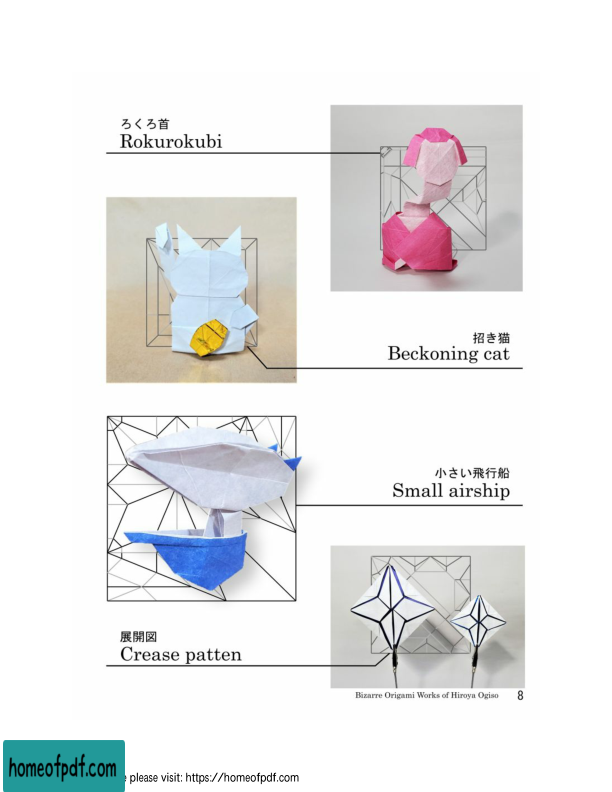 ろくろ首
Rokurokubi
招き猫
Beckoning cat
小さい飛行船
Small airship
展開図
Crease patten
Bizarre Origami Works of Hiroya Ogiso 8
homeofpdf.com
please visit: https://homeofpdf.com